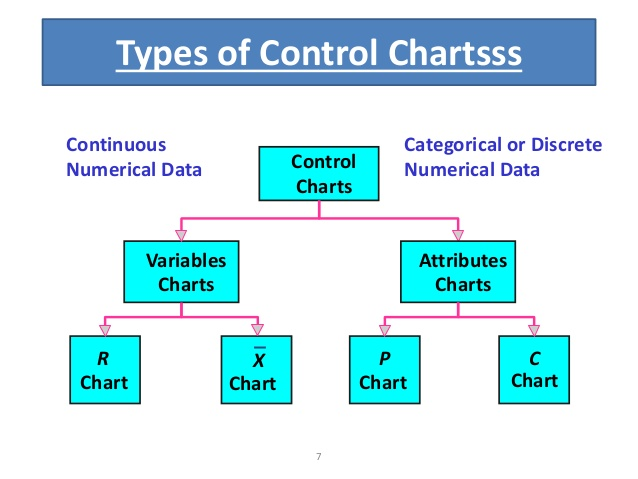 Types of Control Chartsss
Continuous
Numerical Data
Categorical or Discrete
Numerical Data
Control
Charts
Variables
Charts
Attributes
Charts
R
Chart
X̅
Chart
P
Chart
C
Chart
7